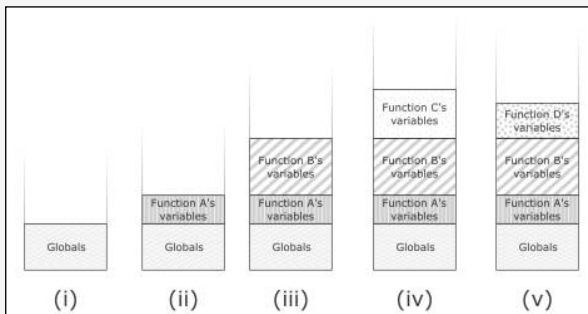 Globals
(i)
Function A's
variables
Globals
(ii)
Function B's
variables
Function A's
variables
Globals
(iii)
Function C's
variables
Function B's
variables
Function A's
variables
Globals
(iv)
Function D's
variables
Function B's
variables
Function A's
variables
Globals
(v)